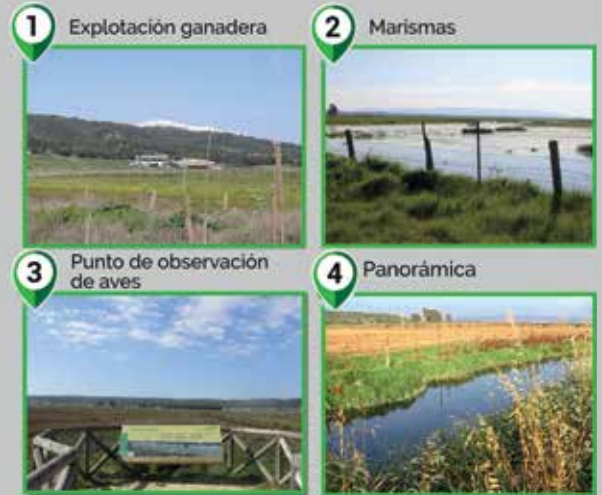 1 Explotación ganadera
2 Marismas
3 Punto de observación
de aves
4 Panorámica